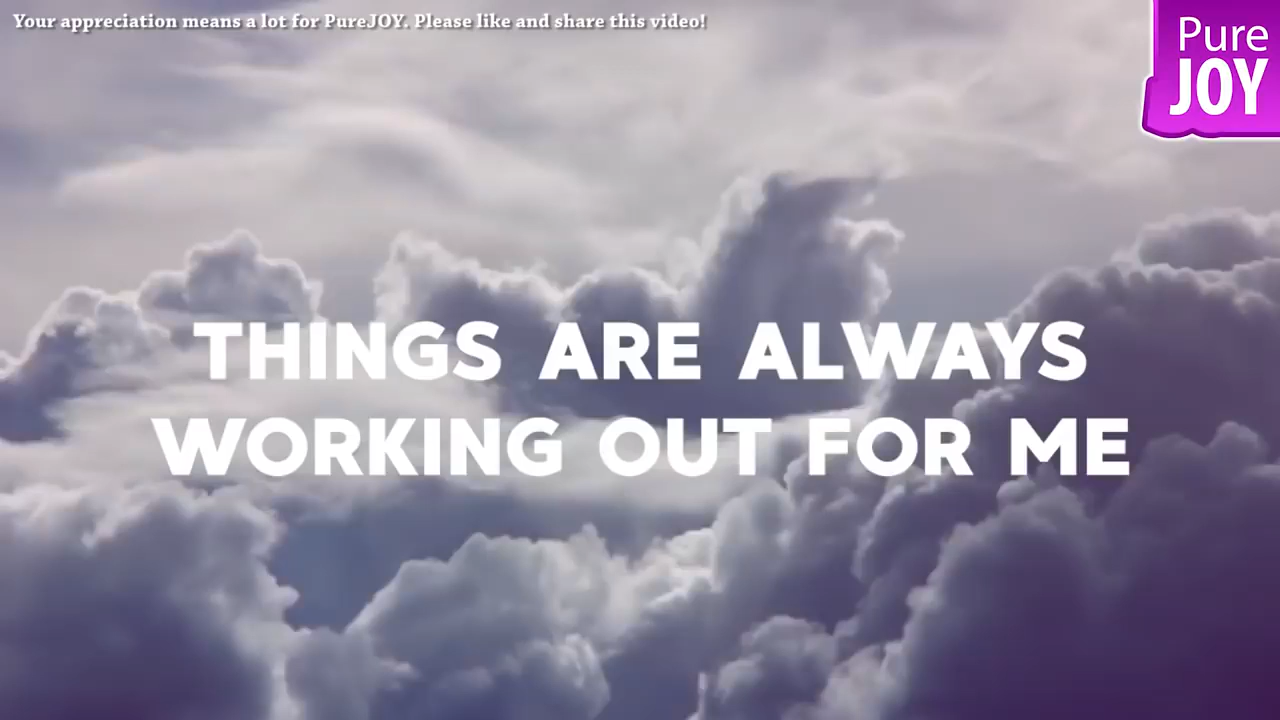 Your appreciation means a lot for PureJOY. Please like and share this video!
Pure
JOY
THINGS ARE ALWAYS
WORKING OUT FOR ME